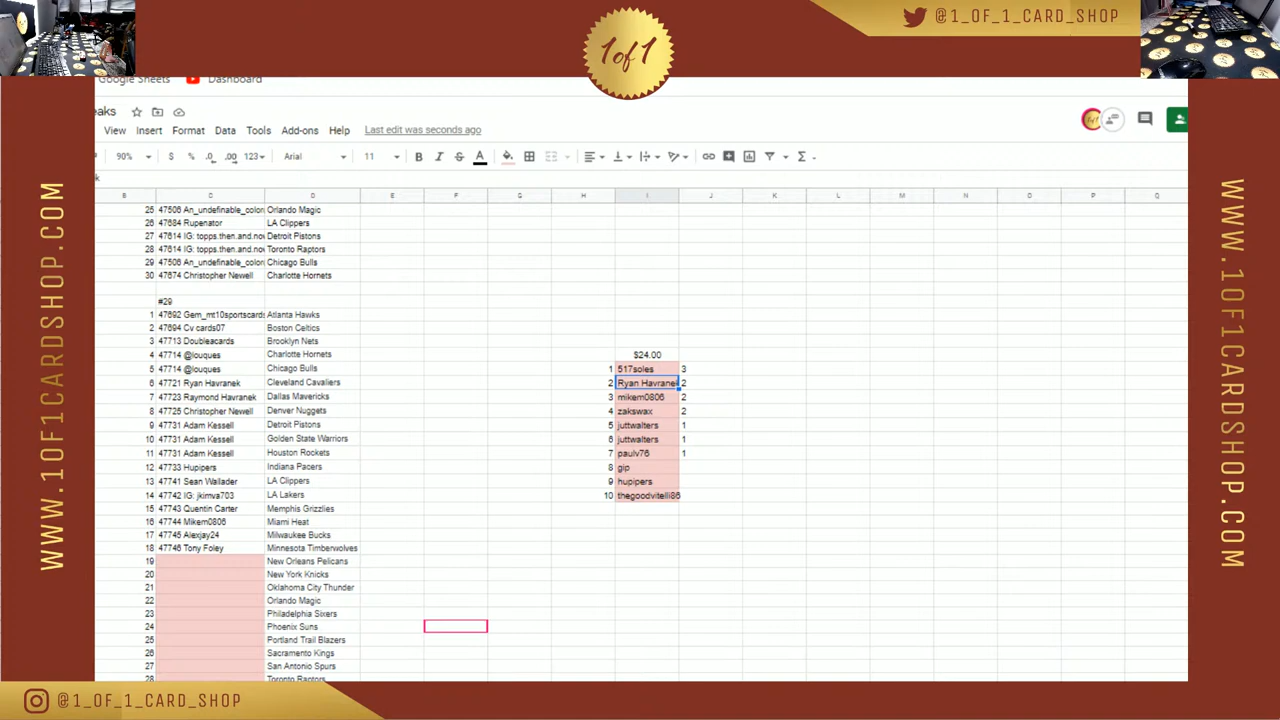 @1_OF_1_CARD_SHOP
1of1
Google Sheets Dashboard
eaks
View Insert Format Data Tools Add-ons Help Last edit was seconds ago
90% $ % .0 .00 123 Arial 11 B I S A
B C D E F G H I J K L M N O P Q
25 47506 An_undefinable_color Orlando Magic
26 47684 Rupenator LA Clippers
27 47614 IG: topps.then.and.nov Detroit Pistons
28 47614 IG: topps.then.and.nov Toronto Raptors
29 47506 An_undefinable_color Chicago Bulls
30 47674 Christopher Newell Charlotte Hornets
#29
1 47692 Gem_mt10sportscards Atlanta Hawks
2 47694 Cv cards07 Boston Celtics
3 47713 Doubleacards Brooklyn Nets
4 47714 @louques Charlotte Hornets $24.00
5 47714 @louques Chicago Bulls 1 517soles 3
6 47721 Ryan Havranek Cleveland Cavaliers 2 Ryan Havranek 2
7 47723 Raymond Havranek Dallas Mavericks 3 mikem0806 2
8 47725 Christopher Newell Denver Nuggets 4 zakswax 2
9 47731 Adam Kessell Detroit Pistons 5 juttwalters 1
10 47731 Adam Kessell Golden State Warriors 6 juttwalters 1
11 47731 Adam Kessell Houston Rockets 7 paulv76 1
12 47733 Hupipers Indiana Pacers 8 gip
13 47741 Sean Wallader LA Clippers 9 hupipers
14 47742 IG: jkimva703 LA Lakers 10 thegoodvitelli86
15 47743 Quentin Carter Memphis Grizzlies
16 47744 Mikem0806 Miami Heat
17 47745 Alexjay24 Milwaukee Bucks
18 47746 Tony Foley Minnesota Timberwolves
19 New Orleans Pelicans
20 New York Knicks
21 Oklahoma City Thunder
22 Orlando Magic
23 Philadelphia Sixers
24 Phoenix Suns
25 Portland Trail Blazers
26 Sacramento Kings
27 San Antonio Spurs
28 Toronto Raptors
WWW.1OF1CARDSHOP.COM
WWW.1OF1CARDSHOP.COM
@1_OF_1_CARD_SHOP